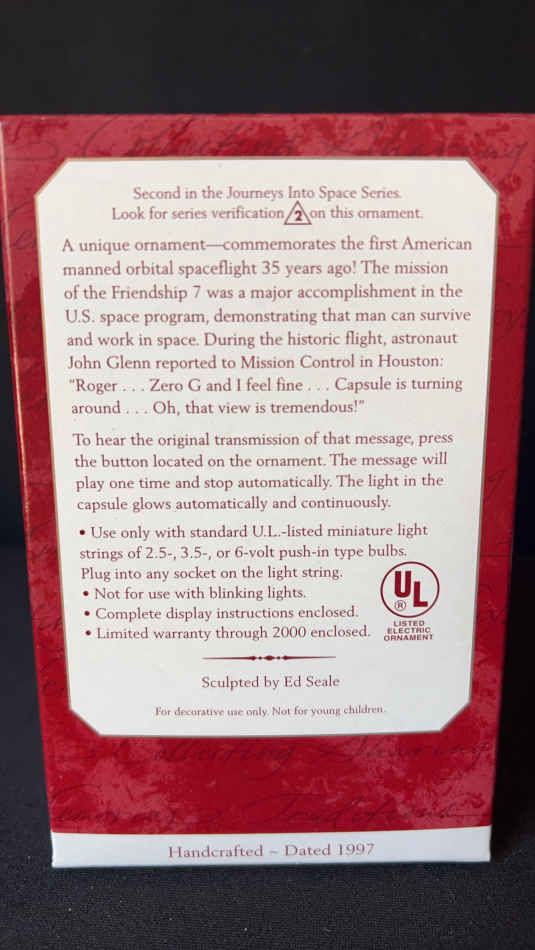 Second in the Journeys Into Space Series.
Look for series verification 2 on this ornament.
A unique ornament—commemorates the first American
manned orbital spaceflight 35 years ago! The mission
of the Friendship 7 was a major accomplishment in the
U.S. space program, demonstrating that man can survive
and work in space. During the historic flight, astronaut
John Glenn reported to Mission Control in Houston:
"Roger . . . Zero G and I feel fine . . . Capsule is turning
around . . . Oh, that view is tremendous!"
To hear the original transmission of that message, press
the button located on the ornament. The message will
play one time and stop automatically. The light in the
capsule glows automatically and continuously.
• Use only with standard U.L.-listed miniature light
strings of 2.5-, 3.5-, or 6-volt push-in type bulbs.
Plug into any socket on the light string.
• Not for use with blinking lights.
• Complete display instructions enclosed.
• Limited warranty through 2000 enclosed.
UL
®
LISTED
ELECTRIC
ORNAMENT
Sculpted by Ed Seale
For decorative use only. Not for young children.
Collecting Sharing
Handcrafted ~ Dated 1997